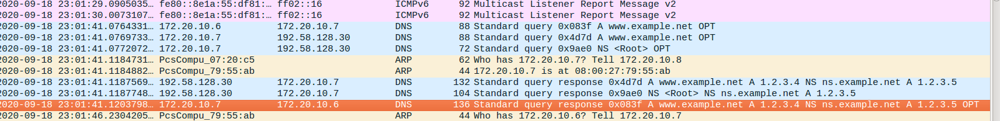 2020-09-18 23:01:29.0905035… fe80::8e1a:55:df81:… ff02::16 ICMPv6 92 Multicast Listener Report Message v2
2020-09-18 23:01:30.0073107… fe80::8e1a:55:df81:… ff02::16 ICMPv6 92 Multicast Listener Report Message v2
2020-09-18 23:01:41.0764331… 172.20.10.6 172.20.10.7 DNS 88 Standard query 0x083f A www.example.net OPT
2020-09-18 23:01:41.0769733… 172.20.10.7 192.58.128.30 DNS 88 Standard query 0x4d7d A www.example.net OPT
2020-09-18 23:01:41.0772072… 172.20.10.7 192.58.128.30 DNS 72 Standard query 0x9ae0 NS <Root> OPT
2020-09-18 23:01:41.1184731… PcsCompu_07:20:c5 ARP 62 Who has 172.20.10.7? Tell 172.20.10.8
2020-09-18 23:01:41.1184882… PcsCompu_79:55:ab ARP 44 172.20.10.7 is at 08:00:27:79:55:ab
2020-09-18 23:01:41.1187569… 192.58.128.30 172.20.10.7 DNS 132 Standard query response 0x4d7d A www.example.net A 1.2.3.4 NS ns.example.net A 1.2.3.5
2020-09-18 23:01:41.1187748… 192.58.128.30 172.20.10.7 DNS 104 Standard query response 0x9ae0 NS <Root> NS ns.example.net A 1.2.3.5
2020-09-18 23:01:41.1203798… 172.20.10.7 172.20.10.6 DNS 136 Standard query response 0x083f A www.example.net A 1.2.3.4 NS ns.example.net A 1.2.3.5 OPT
2020-09-18 23:01:46.2304205… PcsCompu_79:55:ab ARP 44 Who has 172.20.10.6? Tell 172.20.10.7